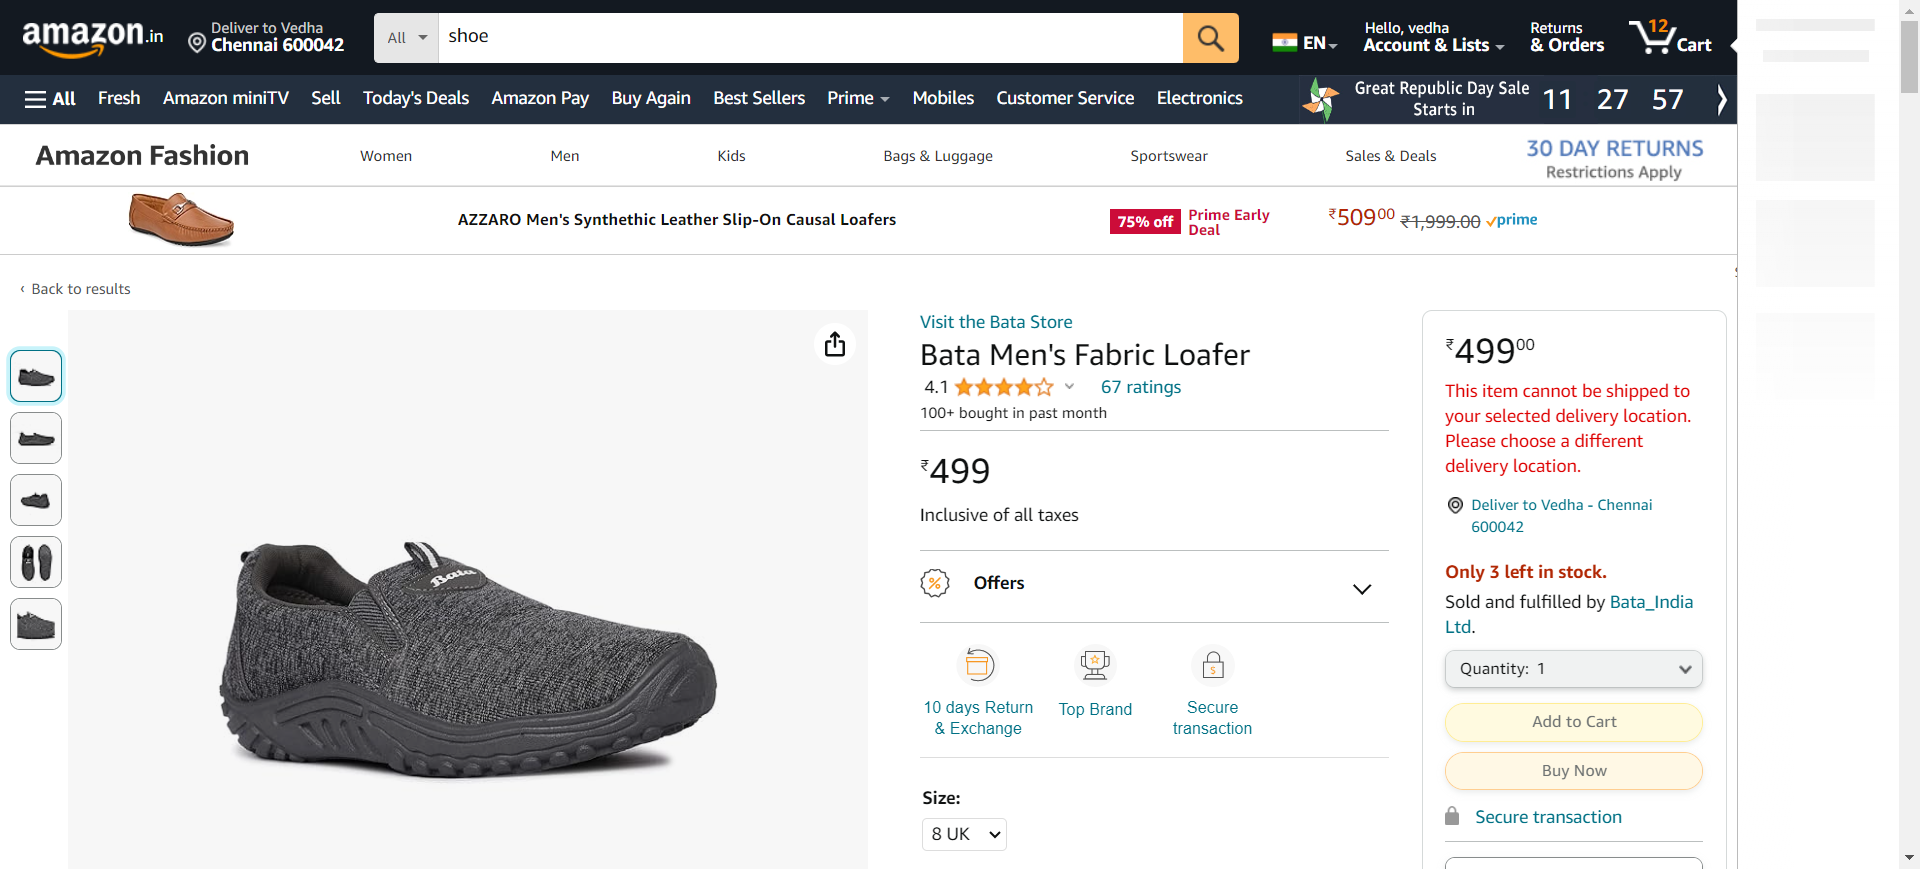 amazon.in
Deliver to Vedha
Chennai 600042
All
shoe
EN
Hello, vedha
Account & Lists
Returns
& Orders
12
Cart
All
Fresh
Amazon miniTV
Sell
Today's Deals
Amazon Pay
Buy Again
Best Sellers
Prime
Mobiles
Customer Service
Electronics
Great Republic Day Sale
Starts in
11 27 57
Amazon Fashion
Women
Men
Kids
Bags & Luggage
Sportswear
Sales & Deals
30 DAY RETURNS
Restrictions Apply
AZZARO Men's Synthethic Leather Slip-On Causal Loafers
75% off
Prime Early
Deal
₹50900 ₹1,999.00 prime
‹ Back to results
Bata
Visit the Bata Store
Bata Men's Fabric Loafer
4.1
67 ratings
100+ bought in past month
₹499
Inclusive of all taxes
Offers
10 days Return
& Exchange
Top Brand
Secure
transaction
Size:
8 UK
₹49900
This item cannot be shipped to
your selected delivery location.
Please choose a different
delivery location.
Deliver to Vedha - Chennai
600042
Only 3 left in stock.
Sold and fulfilled by Bata_India
Ltd.
Quantity: 1
Add to Cart
Buy Now
Secure transaction